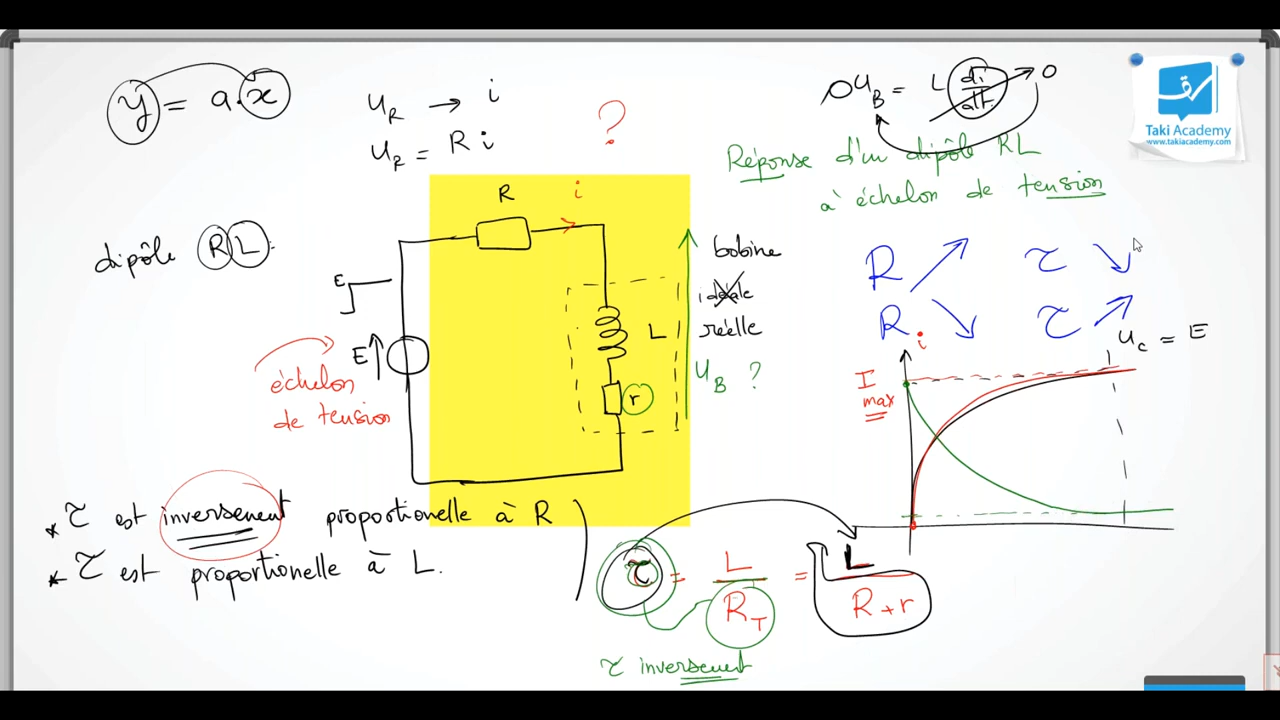 y = a.x
u_R → i
u_R = R i
?
0 u_B = L di/dt 0
Taki Academy
www.takiacademy.com
Réponse d'un dipôle RL
à échelon de tension
dipôle RL.
R
i
bobine
idéale
réelle
u_B ?
E
E
L
r
échelon
de tension
R ↗ τ ↘
R ↘ τ ↗
i
u_c = E
I max
* τ est inversement proportionelle à R
* τ est proportionelle à L.
τ = L/R_T = L/(R+r)
τ inversement